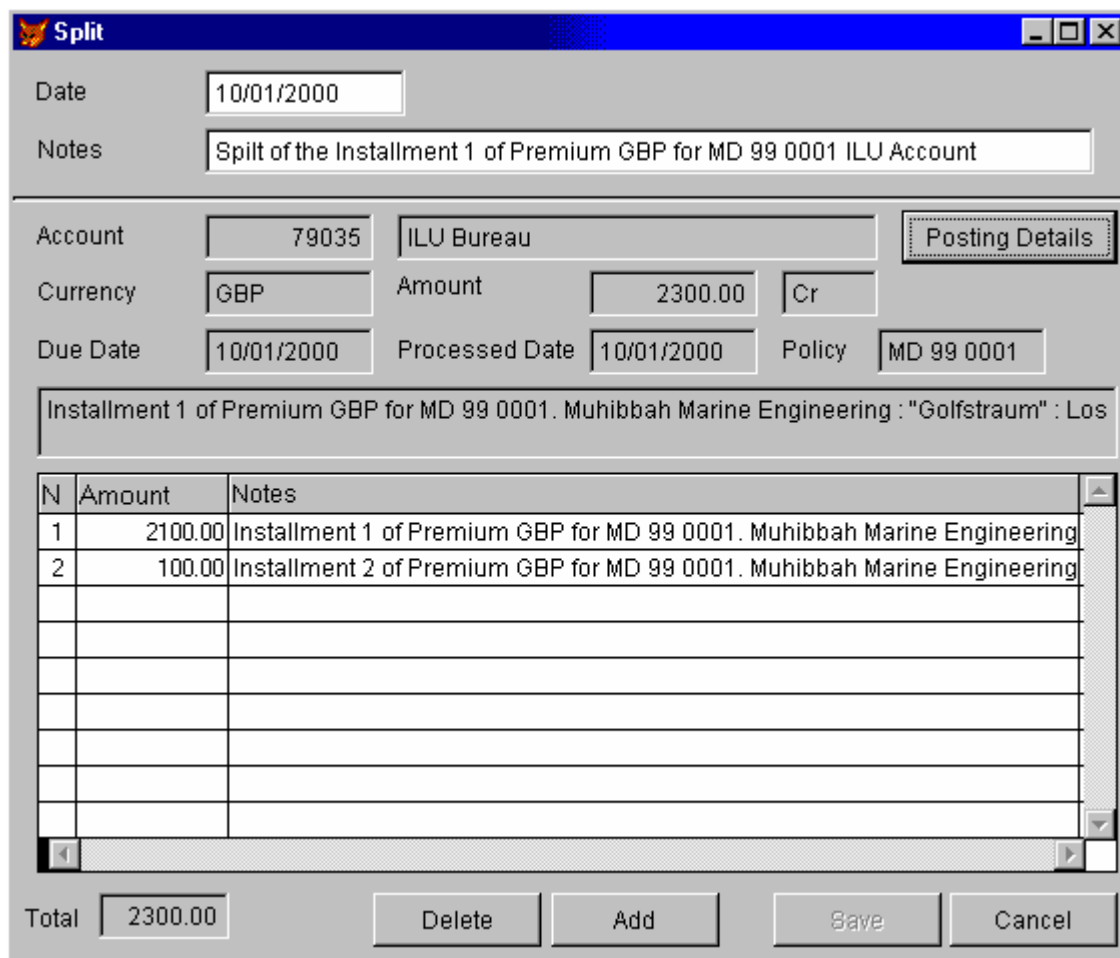 Split
Date 10/01/2000
Notes Spilt of the Installment 1 of Premium GBP for MD 99 0001 ILU Account
Account 79035 ILU Bureau Posting Details
Currency GBP Amount 2300.00 Cr
Due Date 10/01/2000 Processed Date 10/01/2000 Policy MD 99 0001
Installment 1 of Premium GBP for MD 99 0001. Muhibbah Marine Engineering : "Golfstraum" : Los
N Amount Notes
1 2100.00 Installment 1 of Premium GBP for MD 99 0001. Muhibbah Marine Engineering
2 100.00 Installment 2 of Premium GBP for MD 99 0001. Muhibbah Marine Engineering
Total 2300.00 Delete Add Save Cancel